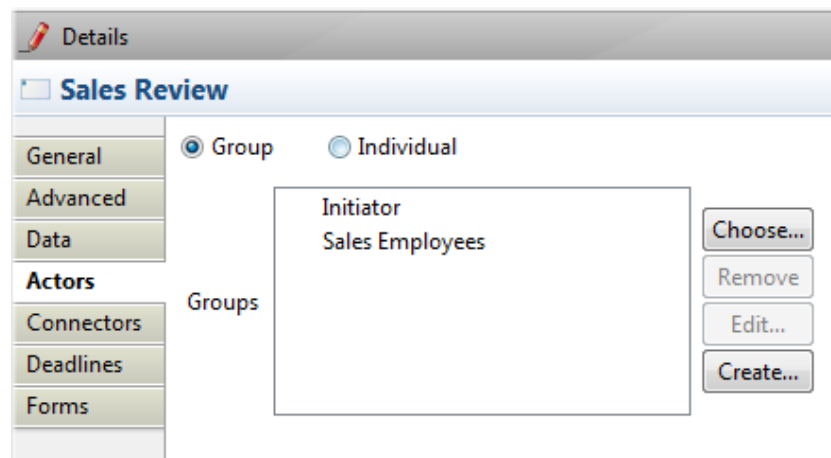 Details
Sales Review
General
Advanced
Data
Actors
Connectors
Deadlines
Forms
Group Individual
Groups
Initiator
Sales Employees
Choose...
Remove
Edit...
Create...